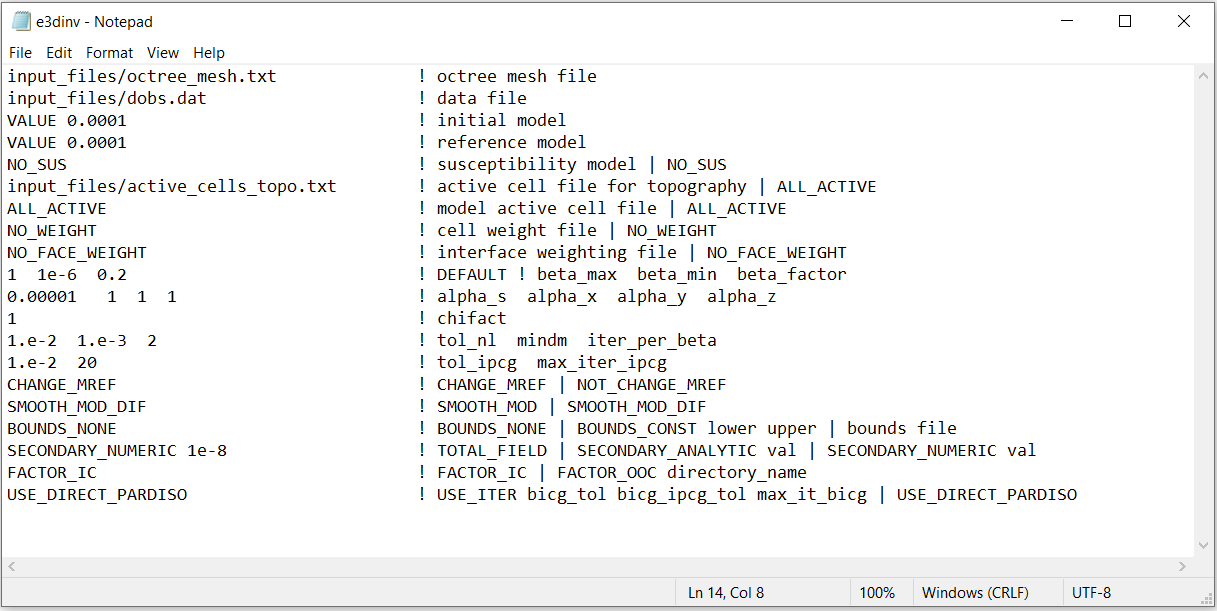 e3dinv - Notepad
File Edit Format View Help
input_files/octree_mesh.txt ! octree mesh file
input_files/dobs.dat ! data file
VALUE 0.0001 ! initial model
VALUE 0.0001 ! reference model
NO_SUS ! susceptibility model | NO_SUS
input_files/active_cells_topo.txt ! active cell file for topography | ALL_ACTIVE
ALL_ACTIVE ! model active cell file | ALL_ACTIVE
NO_WEIGHT ! cell weight file | NO_WEIGHT
NO_FACE_WEIGHT ! interface weighting file | NO_FACE_WEIGHT
1 1e-6 0.2 ! DEFAULT ! beta_max beta_min beta_factor
0.00001 1 1 1 ! alpha_s alpha_x alpha_y alpha_z
1 ! chifact
1.e-2 1.e-3 2 ! tol_nl mindm iter_per_beta
1.e-2 20 ! tol_ipcg max_iter_ipcg
CHANGE_MREF ! CHANGE_MREF | NOT_CHANGE_MREF
SMOOTH_MOD_DIF ! SMOOTH_MOD | SMOOTH_MOD_DIF
BOUNDS_NONE ! BOUNDS_NONE | BOUNDS_CONST lower upper | bounds file
SECONDARY_NUMERIC 1e-8 ! TOTAL_FIELD | SECONDARY_ANALYTIC val | SECONDARY_NUMERIC val
FACTOR_IC ! FACTOR_IC | FACTOR_OOC directory_name
USE_DIRECT_PARDISO ! USE_ITER bicg_tol bicg_ipcg_tol max_it_bicg | USE_DIRECT_PARDISO
Ln 14, Col 8 100% Windows (CRLF) UTF-8